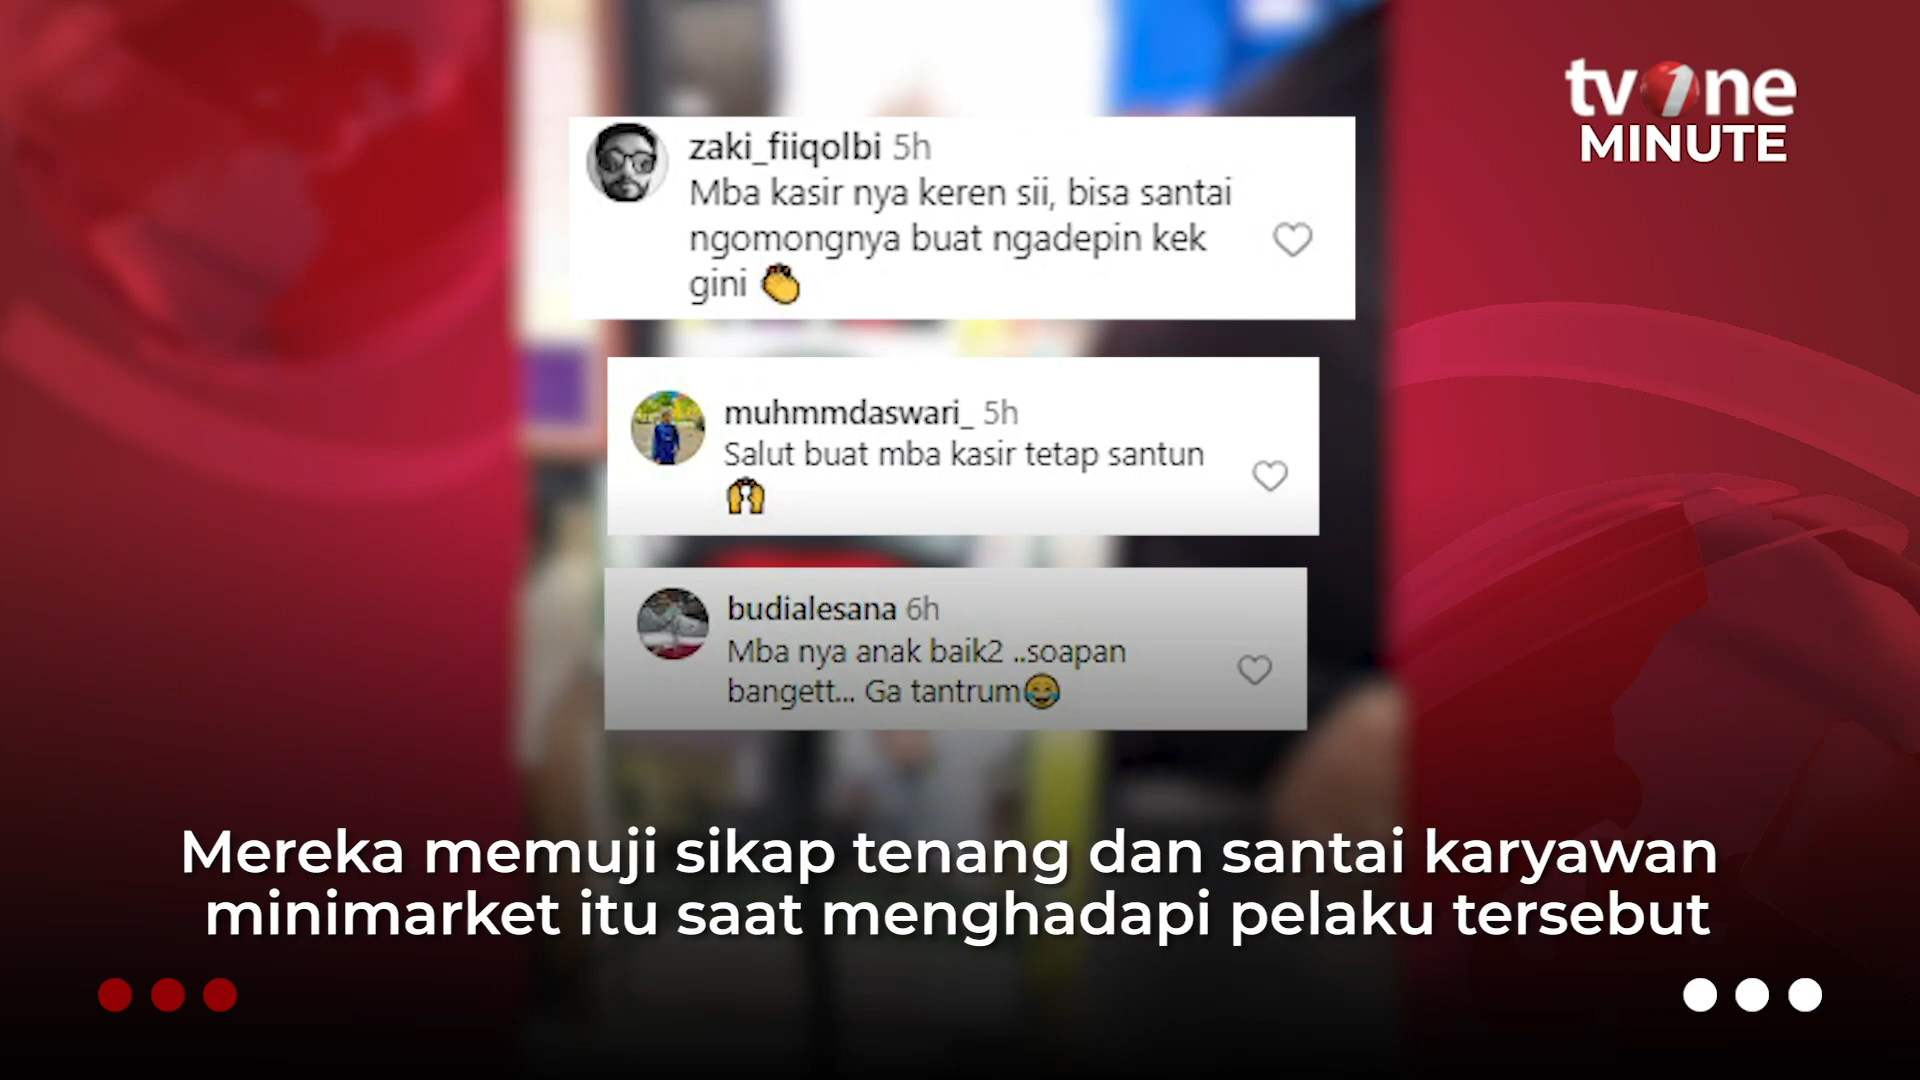 tvOne
MINUTE
zaki_fiiqolbi 5h
Mba kasir nya keren sii, bisa santai
ngomongnya buat ngadepin kek
gini 👏
muhmmdaswari_ 5h
Salut buat mba kasir tetap santun
🙌
budialesana 6h
Mba nya anak baik2 ..soapan
bangett... Ga tantrum😂
Mereka memuji sikap tenang dan santai karyawan
minimarket itu saat menghadapi pelaku tersebut